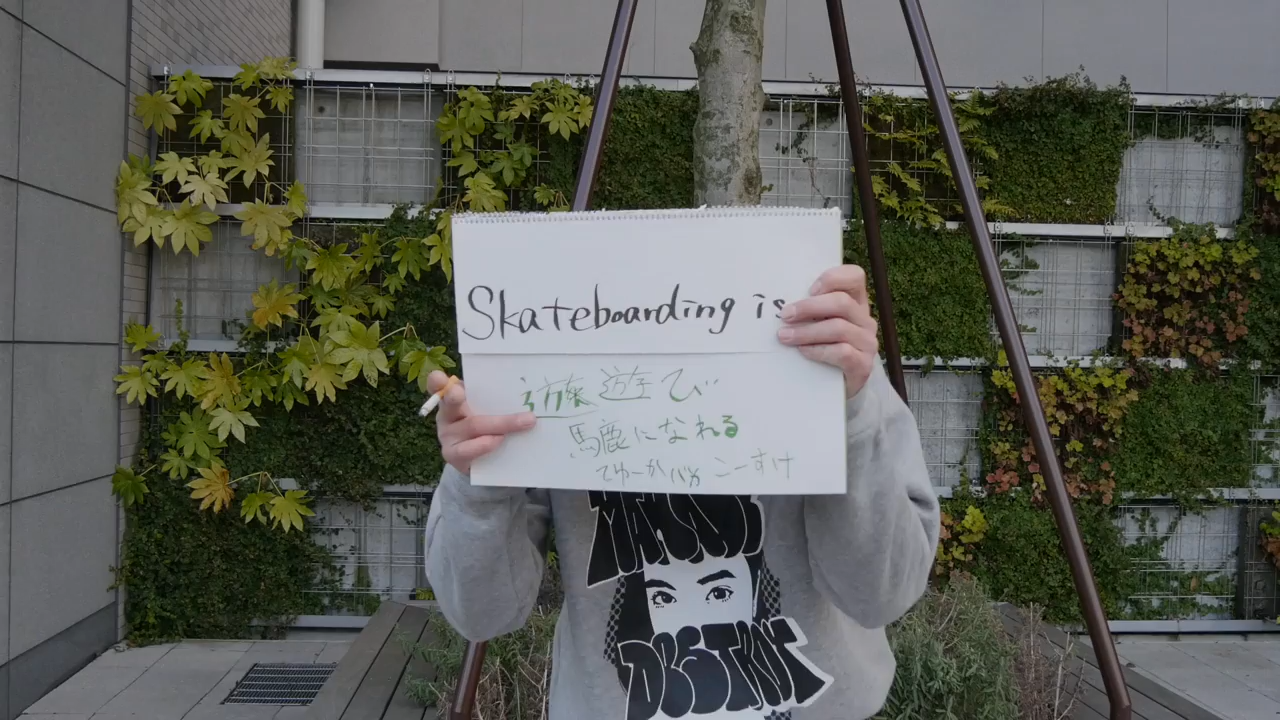 Skateboarding is
遊び
馬鹿になれる
てゆーかバカ こーすけ
DESTROY